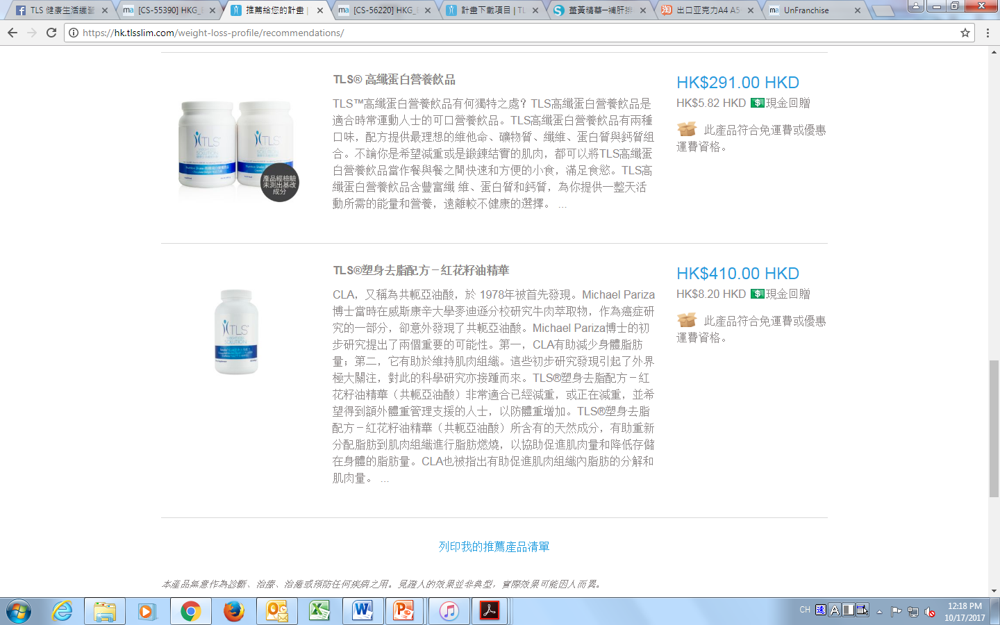 TLS 健康生活纖營
[CS-55390] HKG_
推薦給您的計畫 |
[CS-56220] HKG_
計畫下載項目 | TL
薑黃精華—補肝排
出口亚克力A4 A5
UnFranchise
https://hk.tlsslim.com/weight-loss-profile/recommendations/
TLS® 高纖蛋白營養飲品
TLS™高纖蛋白營養飲品有何獨特之處？TLS高纖蛋白營養飲品是
適合時常運動人士的可口營養飲品。TLS高纖蛋白營養飲品有兩種
口味，配方提供最理想的維他命、礦物質、纖維、蛋白質與鈣質組
合。不論你是希望減重或是鍛鍊結實的肌肉，都可以將TLS高纖蛋
白營養飲品當作餐與餐之間快速和方便的小食，滿足食慾。TLS高
纖蛋白營養飲品含豐富纖 維、蛋白質和鈣質，為你提供一整天活
動所需的能量和營養，遠離較不健康的選擇。 ...
HK$291.00 HKD
HK$5.82 HKD 現金回贈
此產品符合免運費或優惠
運費資格。
TLS
SOLUTION
TLS
SOLUTION
產品經檢驗
未測出基改
成分
TLS®塑身去脂配方－紅花籽油精華
CLA，又稱為共軛亞油酸，於 1978年被首先發現。Michael Pariza
博士當時在威斯康辛大學麥迪遜分校研究牛肉萃取物，作為癌症研
究的一部分，卻意外發現了共軛亞油酸。Michael Pariza博士的初
步研究提出了兩個重要的可能性。第一，CLA有助減少身體脂肪
量；第二，它有助於維持肌肉組織。這些初步研究發現引起了外界
極大關注，對此的科學研究亦接踵而來。TLS®塑身去脂配方－紅
花籽油精華（共軛亞油酸）非常適合已經減重，或正在減重，並希
望得到額外體重管理支援的人士，以防體重增加。TLS®塑身去脂
配方－紅花籽油精華（共軛亞油酸）所含有的天然成分，有助重新
分配脂肪到肌肉組織進行脂肪燃燒，以協助促進肌肉量和降低存儲
在身體的脂肪量。CLA也被指出有助促進肌肉組織內脂肪的分解和
肌肉量。 ...
HK$410.00 HKD
HK$8.20 HKD 現金回贈
此產品符合免運費或優惠
運費資格。
TLS
SOLUTION
列印我的推薦產品清單
本產品無意作為診斷、治療、治癒或預防任何疾病之用。見證人的效果並非典型，實際效果可能因人而異。
CH
12:18 PM
10/17/2017